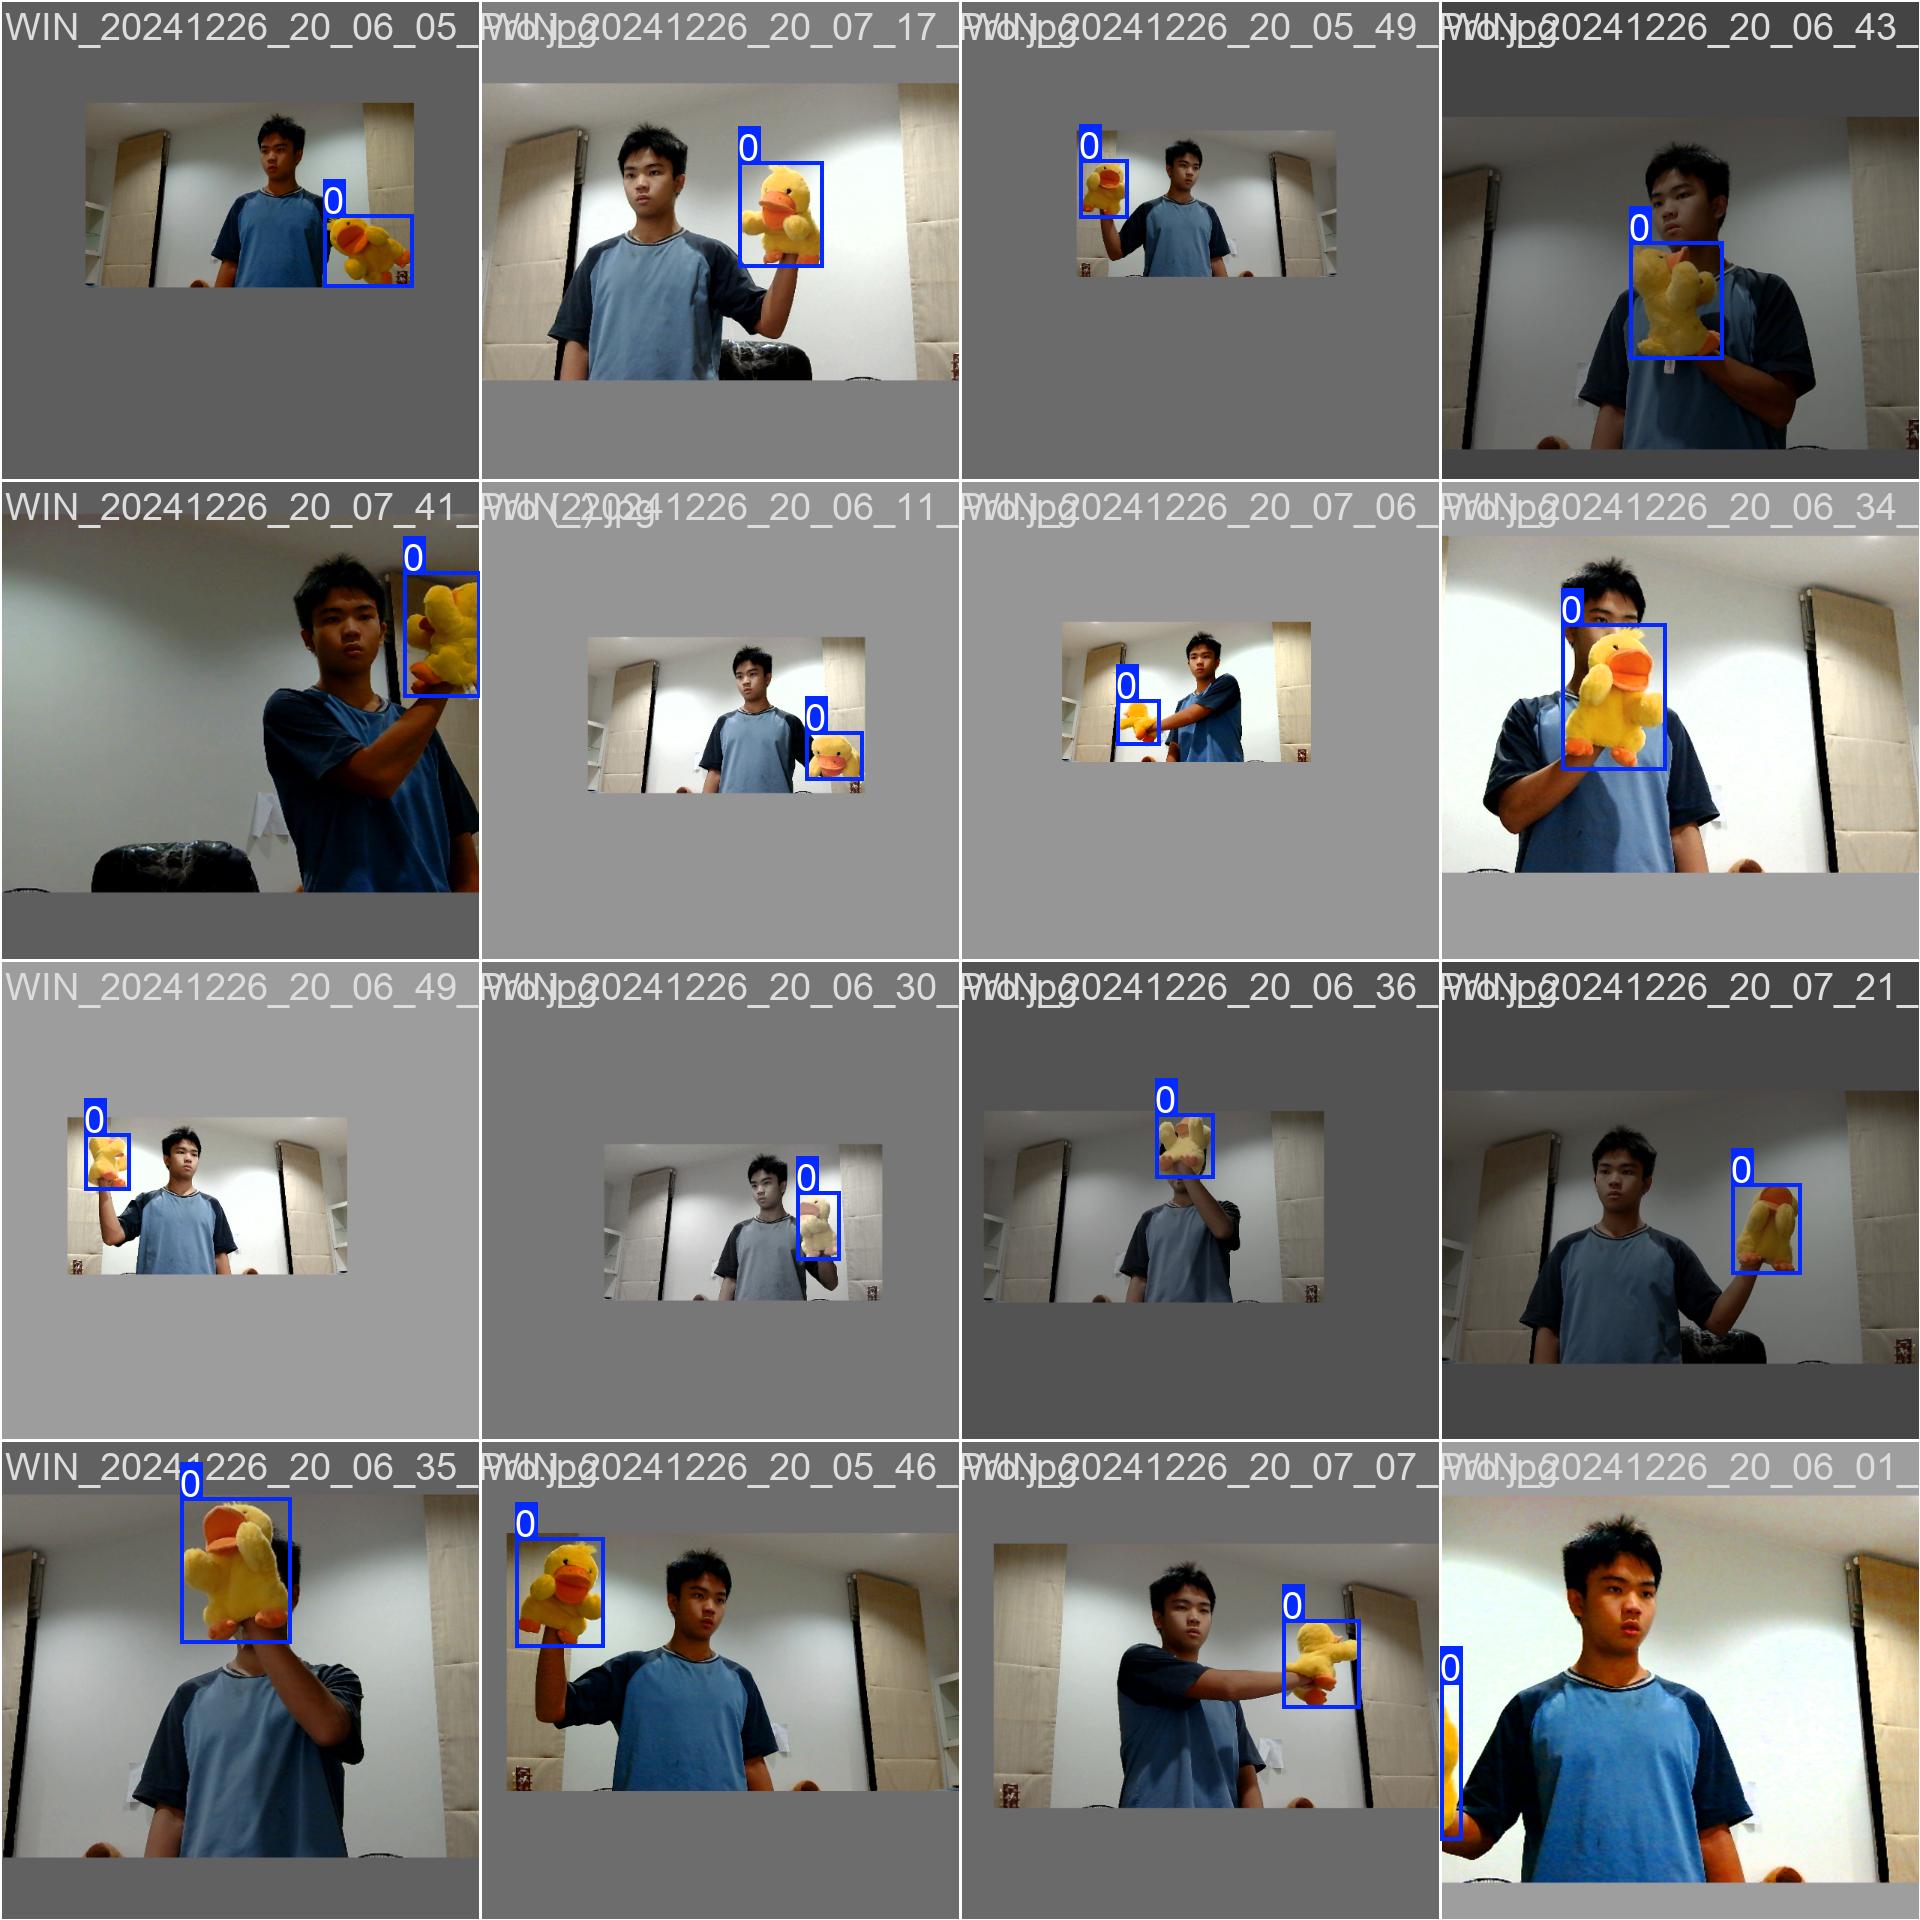 WIN_20241226_20_06_05_Pro.jpg
0
WIN_20241226_20_07_17_Pro.jpg
0
WIN_20241226_20_05_49_Pro.jpg
0
WIN_20241226_20_06_43_
0
WIN_20241226_20_07_41_Pro (2).jpg
0
WIN_20241226_20_06_11_Pro.jpg
0
WIN_20241226_20_07_06_Pro.jpg
0
WIN_20241226_20_06_34_
0
WIN_20241226_20_06_49_Pro.jpg
0
WIN_20241226_20_06_30_Pro.jpg
0
WIN_20241226_20_06_36_Pro.jpg
0
WIN_20241226_20_07_21_
0
WIN_20241226_20_06_35_Pro.jpg
0
WIN_20241226_20_05_46_Pro.jpg
0
WIN_20241226_20_07_07_Pro.jpg
0
WIN_20241226_20_06_01_
0